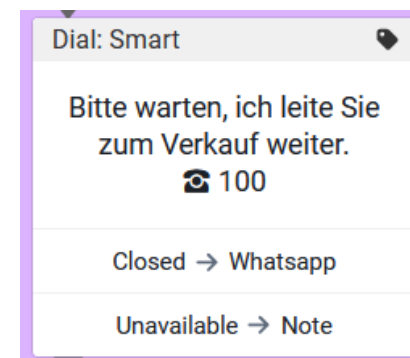 Dial: Smart
Bitte warten, ich leite Sie
zum Verkauf weiter.
☎ 100
Closed → Whatsapp
Unavailable → Note